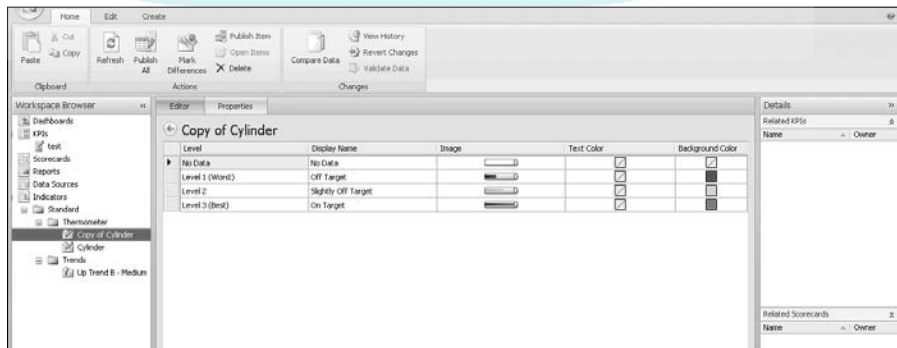 Home Edit Create
Paste
Cut
Copy
Clipboard
Refresh
Publish All
Mark Differences
Publish Item
Open Items
Delete
Actions
Compare Data
View History
Revert Changes
Validate Data
Changes
Workspace Browser
Dashboards
KPIs
test
Scorecards
Reports
Data Sources
Indicators
Standard
Thermometer
Copy of Cylinder
Cylinder
Trends
Up Trend B - Medium
Editor Properties
Copy of Cylinder
Level Display Name Image Text Color Background Color
No Data No Data
Level 1 (Worst) Off Target
Level 2 Slightly Off Target
Level 3 (Best) On Target
Details
Related KPIs
Name Owner
Related Scorecards
Name Owner